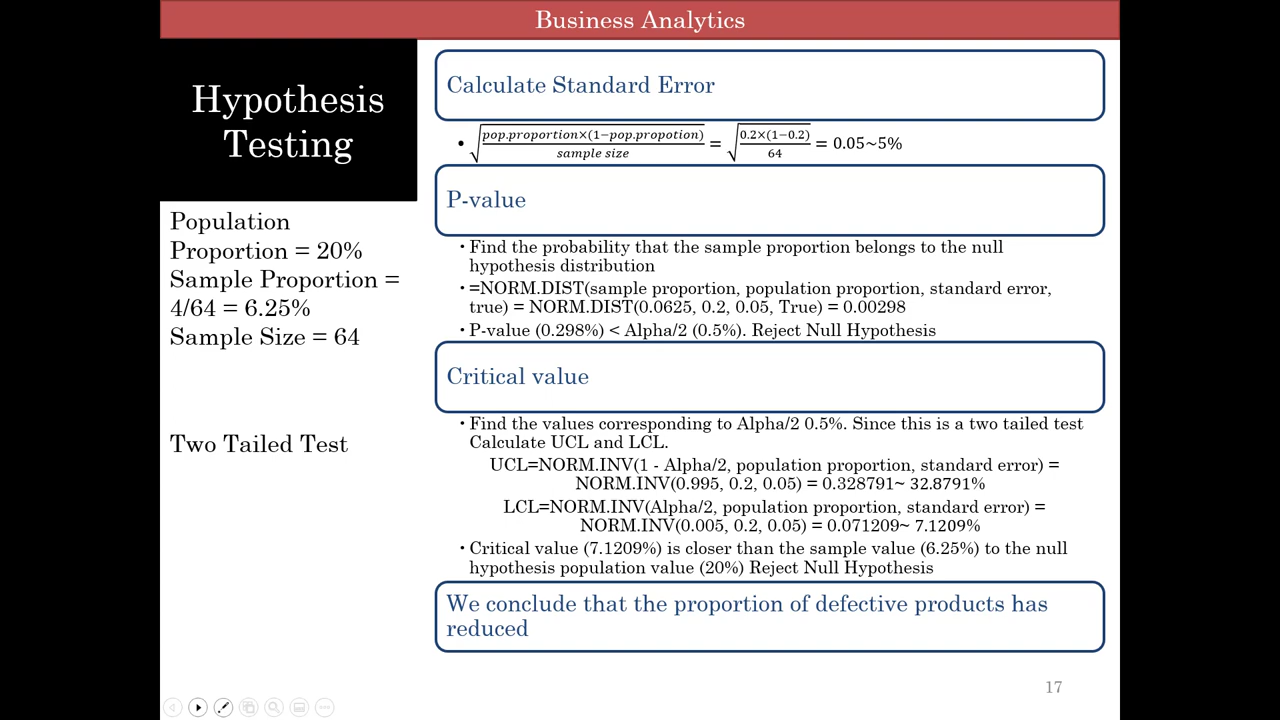 Business Analytics
Hypothesis
Testing
Population
Proportion = 20%
Sample Proportion =
4/64 = 6.25%
Sample Size = 64
Two Tailed Test
Calculate Standard Error
• √(pop.proportion×(1−pop.propotion)/sample size) = √(0.2×(1−0.2)/64) = 0.05~5%
P-value
• Find the probability that the sample proportion belongs to the null
hypothesis distribution
• =NORM.DIST(sample proportion, population proportion, standard error,
true) = NORM.DIST(0.0625, 0.2, 0.05, True) = 0.00298
• P-value (0.298%) < Alpha/2 (0.5%). Reject Null Hypothesis
Critical value
• Find the values corresponding to Alpha/2 0.5%. Since this is a two tailed test
Calculate UCL and LCL.
UCL=NORM.INV(1 - Alpha/2, population proportion, standard error) =
NORM.INV(0.995, 0.2, 0.05) = 0.328791~ 32.8791%
LCL=NORM.INV(Alpha/2, population proportion, standard error) =
NORM.INV(0.005, 0.2, 0.05) = 0.071209~ 7.1209%
• Critical value (7.1209%) is closer than the sample value (6.25%) to the null
hypothesis population value (20%) Reject Null Hypothesis
We conclude that the proportion of defective products has
reduced
17